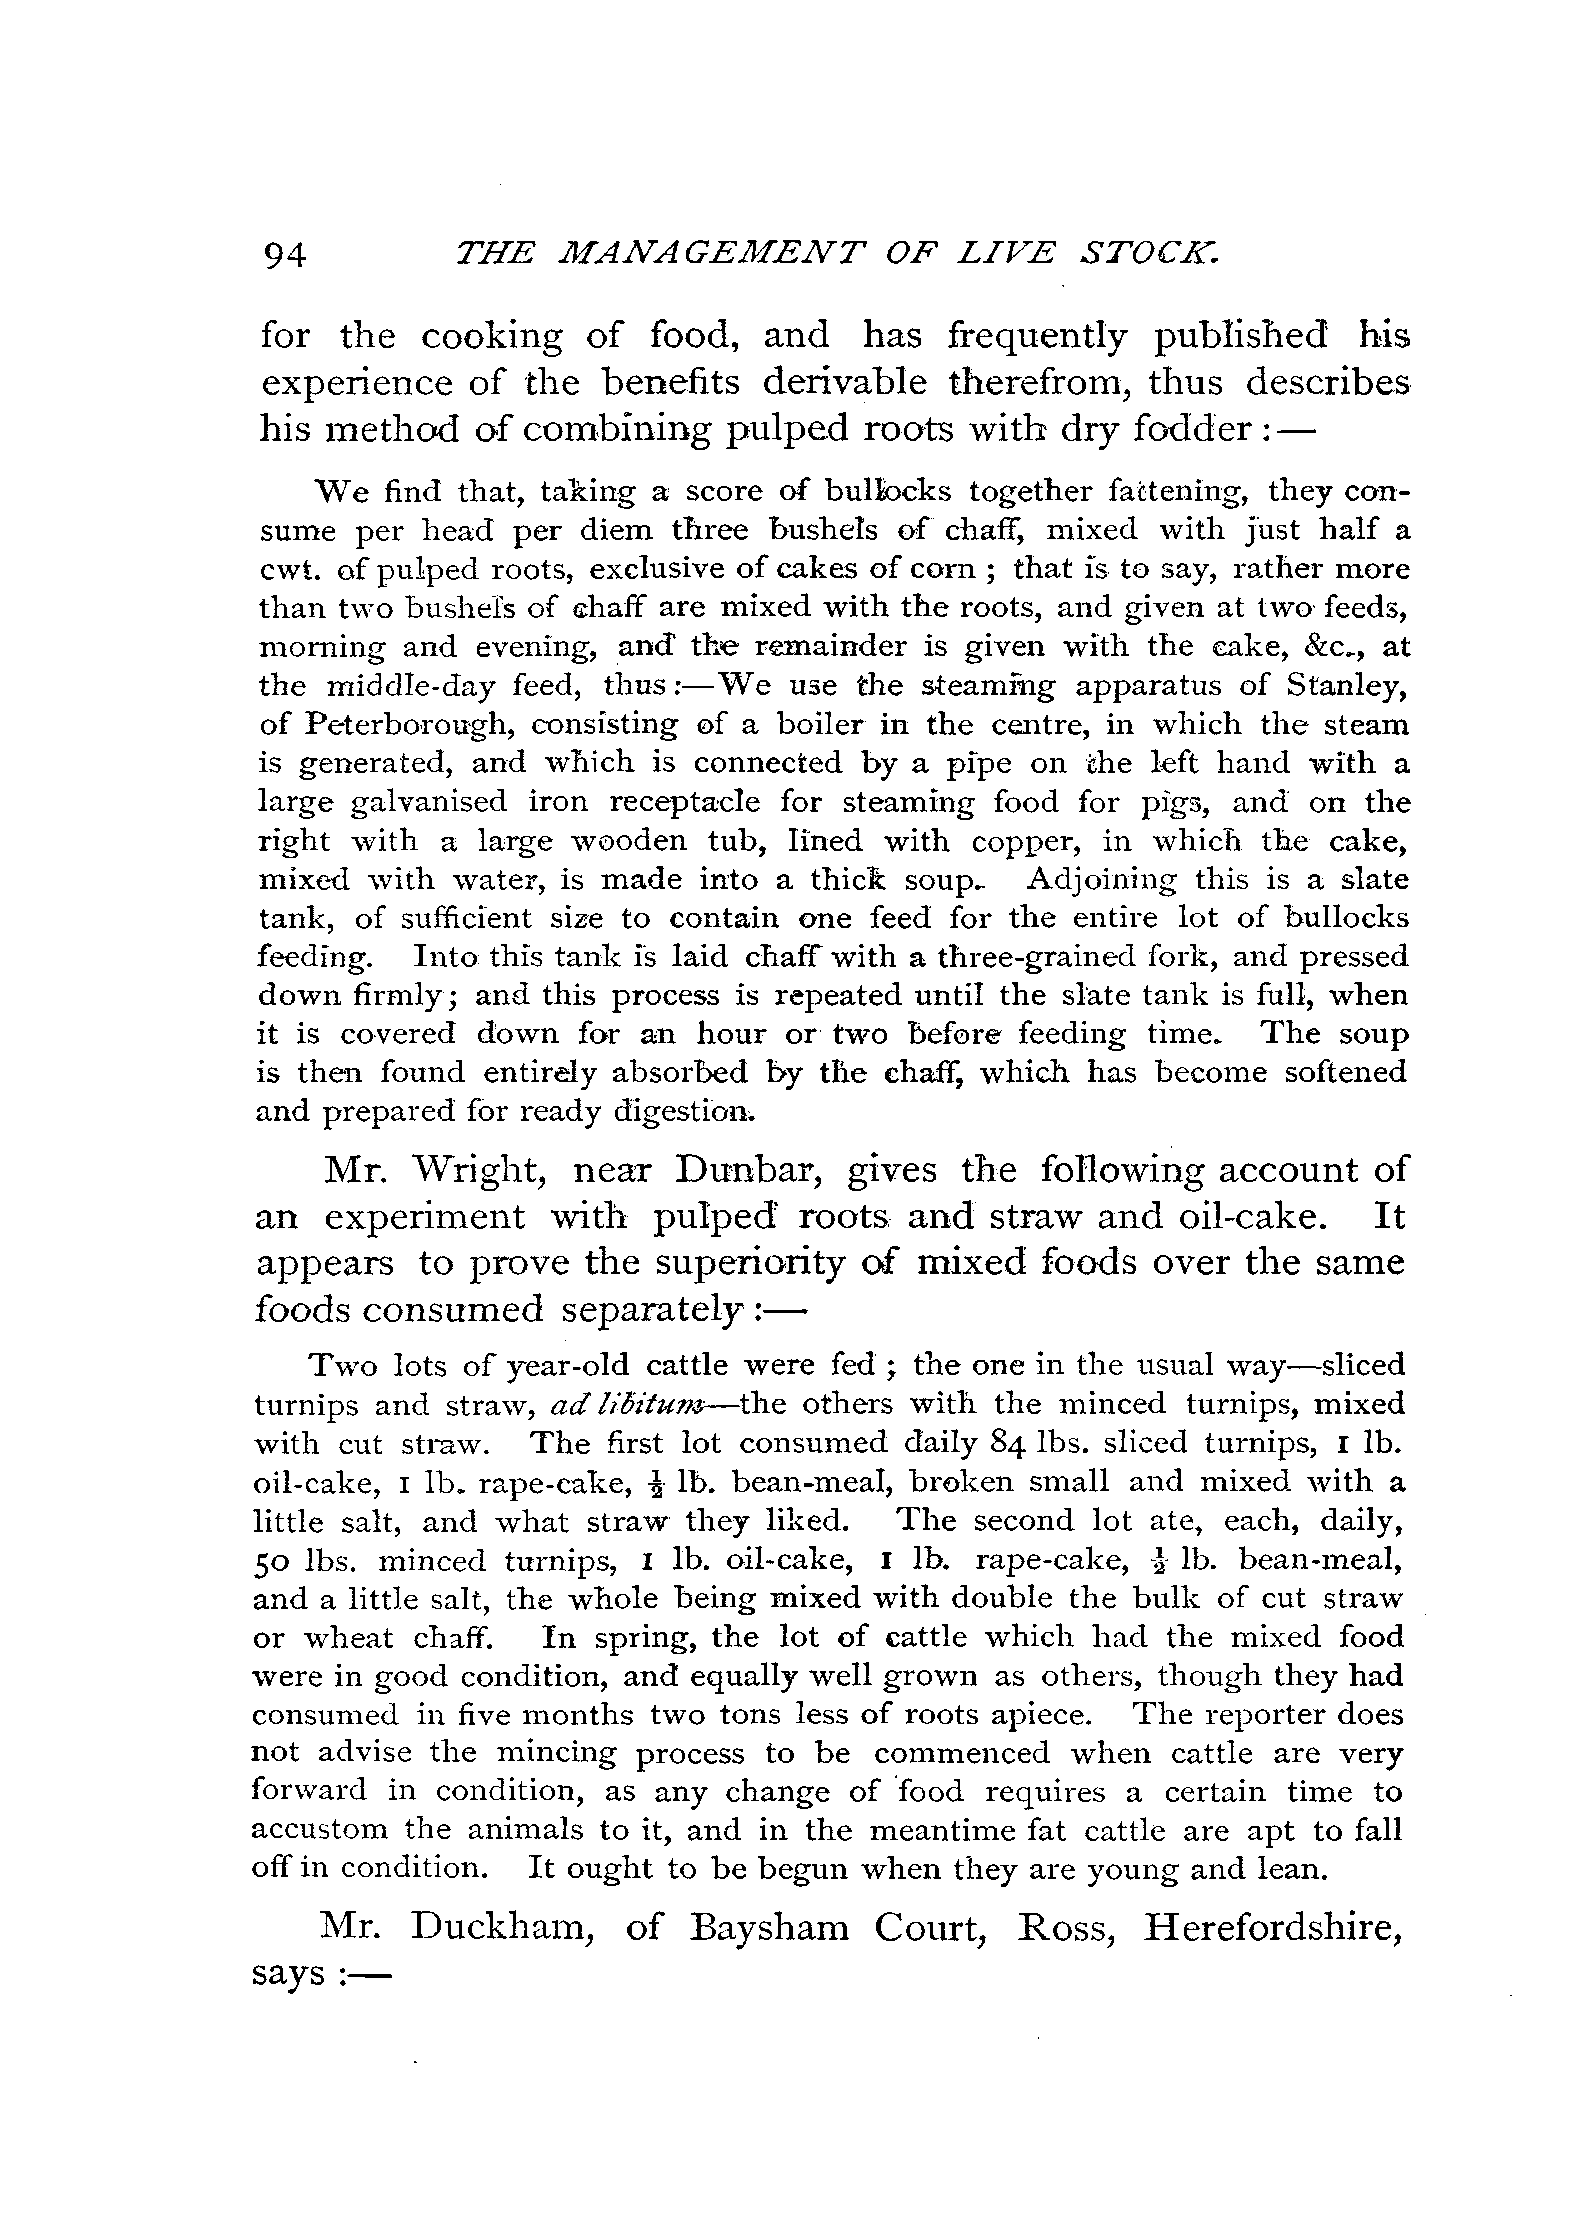 94 THE MANAGEMENT OF LIVE STOCK.
for the cooking of food, and has frequently published his
experience of the benefits derivable therefrom, thus describes
his method of combining pulped roots with dry fodder :—
We find that, taking a score of bullocks together fattening, they con-
sume per head per diem three bushels of chaff, mixed with just half a
cwt. of pulped roots, exclusive of cakes of corn ; that is to say, rather more
than two bushels of chaff are mixed with the roots, and given at two feeds,
morning and evening, and the remainder is given with the cake, &c., at
the middle-day feed, thus :—We use the steaming apparatus of Stanley,
of Peterborough, consisting of a boiler in the centre, in which the steam
is generated, and which is connected by a pipe on the left hand with a
large galvanised iron receptacle for steaming food for pigs, and on the
right with a large wooden tub, lined with copper, in which the cake,
mixed with water, is made into a thick soup. Adjoining this is a slate
tank, of sufficient size to contain one feed for the entire lot of bullocks
feeding. Into this tank is laid chaff with a three-grained fork, and pressed
down firmly; and this process is repeated until the slate tank is full, when
it is covered down for an hour or two before feeding time. The soup
is then found entirely absorbed by the chaff, which has become softened
and prepared for ready digestion.
Mr. Wright, near Dunbar, gives the following account of
an experiment with pulped roots and straw and oil-cake. It
appears to prove the superiority of mixed foods over the same
foods consumed separately :—
Two lots of year-old cattle were fed ; the one in the usual way—sliced
turnips and straw, ad libitum—the others with the minced turnips, mixed
with cut straw. The first lot consumed daily 84 lbs. sliced turnips, 1 lb.
oil-cake, 1 lb. rape-cake, ½ lb. bean-meal, broken small and mixed with a
little salt, and what straw they liked. The second lot ate, each, daily,
50 lbs. minced turnips, 1 lb. oil-cake, 1 lb. rape-cake, ½ lb. bean-meal,
and a little salt, the whole being mixed with double the bulk of cut straw
or wheat chaff. In spring, the lot of cattle which had the mixed food
were in good condition, and equally well grown as others, though they had
consumed in five months two tons less of roots apiece. The reporter does
not advise the mincing process to be commenced when cattle are very
forward in condition, as any change of food requires a certain time to
accustom the animals to it, and in the meantime fat cattle are apt to fall
off in condition. It ought to be begun when they are young and lean.
Mr. Duckham, of Baysham Court, Ross, Herefordshire,
says :—